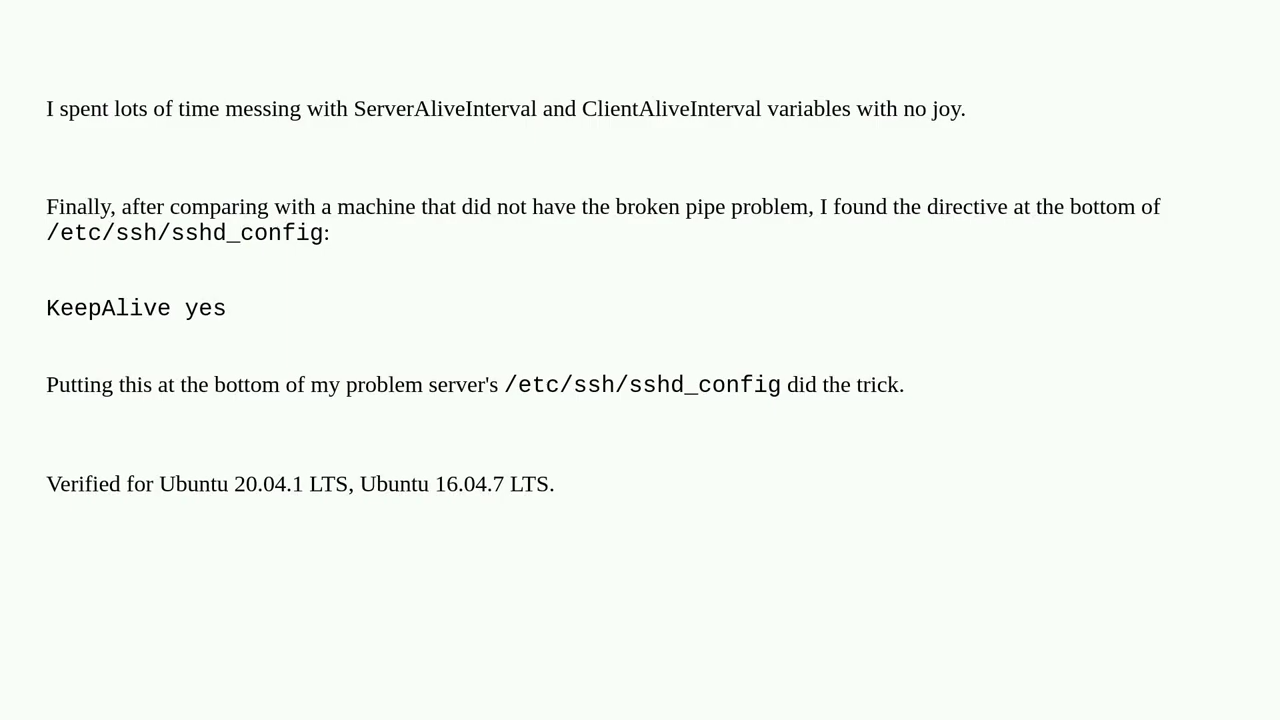 I spent lots of time messing with ServerAliveInterval and ClientAliveInterval variables with no joy.
Finally, after comparing with a machine that did not have the broken pipe problem, I found the directive at the bottom of
/etc/ssh/sshd_config:
KeepAlive yes
Putting this at the bottom of my problem server's /etc/ssh/sshd_config did the trick.
Verified for Ubuntu 20.04.1 LTS, Ubuntu 16.04.7 LTS.